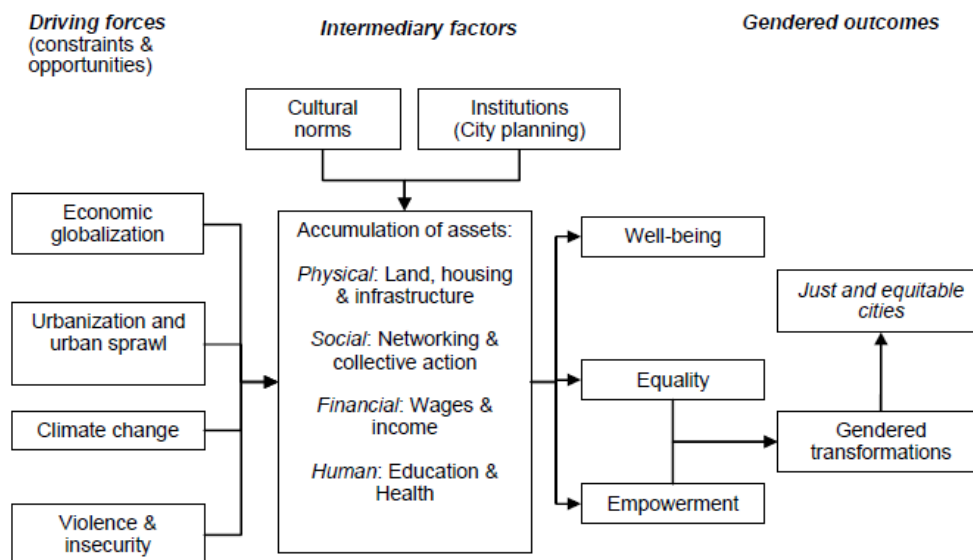 Driving forces
(constraints &
opportunities)
Intermediary factors
Gendered outcomes
Cultural
norms
Institutions
(City planning)
Economic
globalization
Urbanization and
urban sprawl
Climate change
Violence &
insecurity
Accumulation of assets:
Physical: Land, housing
& infrastructure
Social: Networking &
collective action
Financial: Wages &
income
Human: Education &
Health
Well-being
Equality
Empowerment
Just and equitable
cities
Gendered
transformations